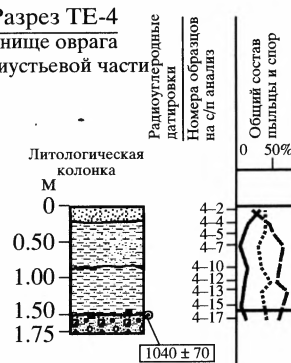 Разрез ТЕ-4
нище оврага
иустьевой части
Радиоуглеродные
датировки
Номера образцов
на с/п анализ
Общий состав
пыльцы и спор
0 50%
Литологическая
колонка
М
0
0.50
1.00
1.50
1.75
4–2
4–4
4–5
4–7
4–10
4–12
4–13
4–15
4–17
1040 ± 70